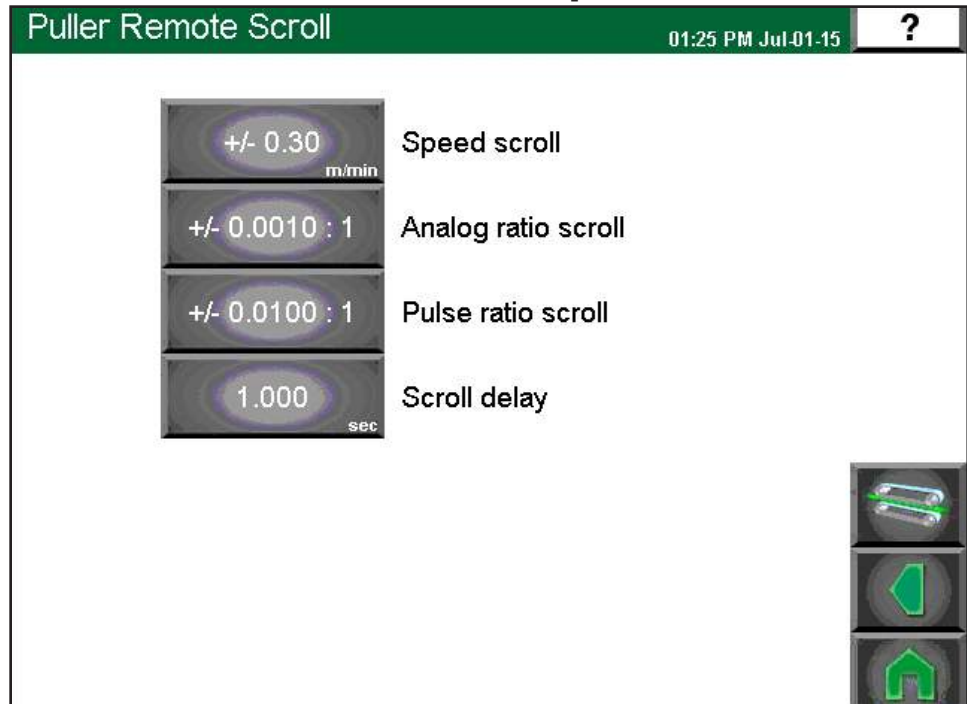 Puller Remote Scroll
01:25 PM Jul-01-15
?
+/- 0.30
m/min
Speed scroll
+/- 0.0010 : 1
Analog ratio scroll
+/- 0.0100 : 1
Pulse ratio scroll
1.000
sec
Scroll delay